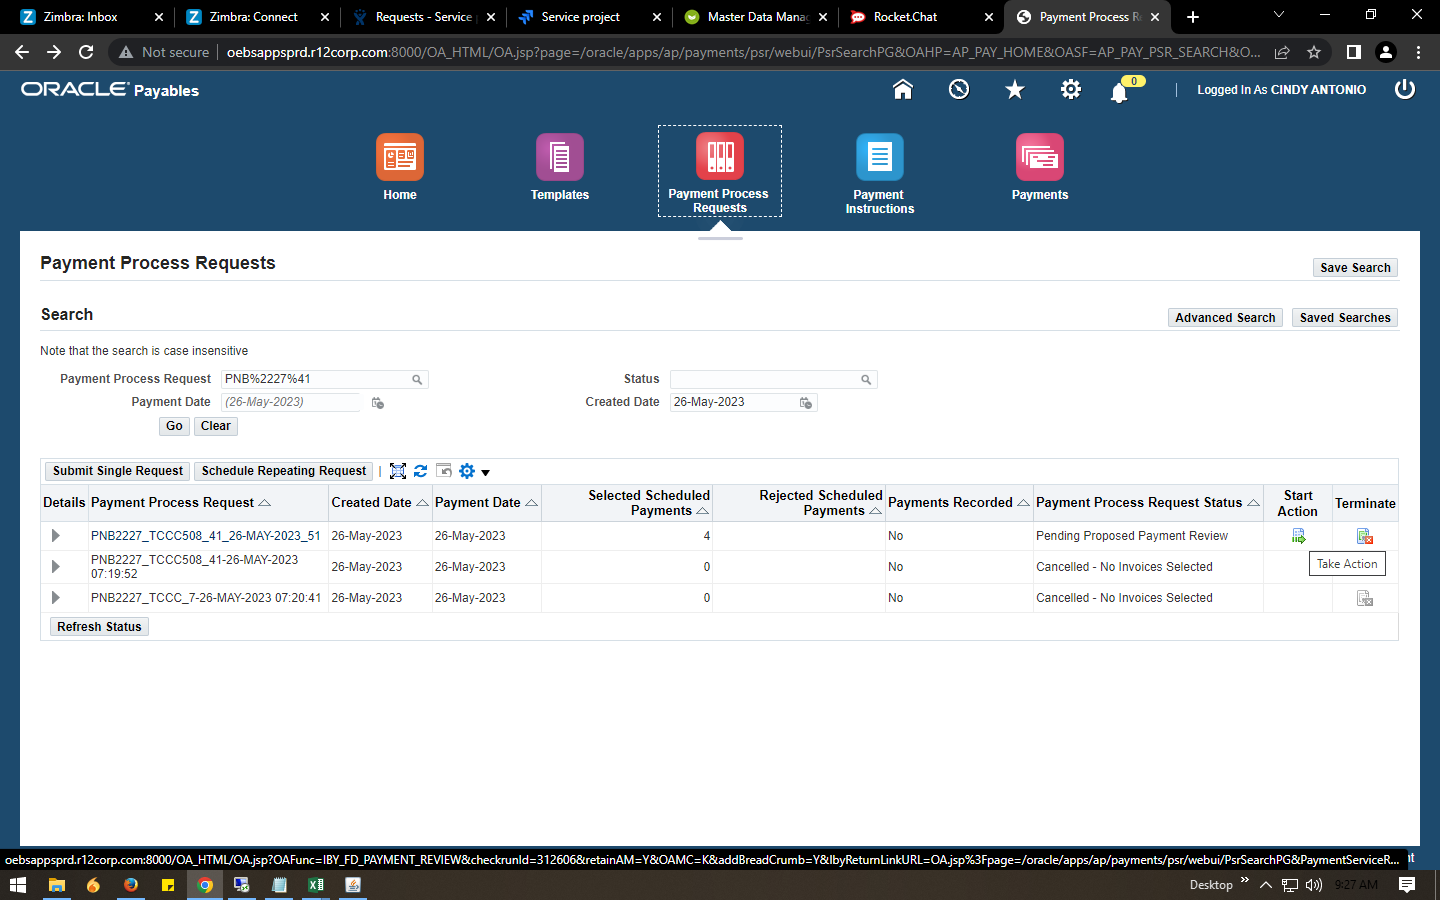 Zimbra: Inbox
Zimbra: Connect
Requests - Service
Service project
Master Data Mana
Rocket.Chat
Payment Process R
Not secure
oebsappsprd.r12corp.com:8000/OA_HTML/OA.jsp?page=/oracle/apps/ap/payments/psr/webui/PsrSearchPG&OAHP=AP_PAY_HOME&OASF=AP_PAY_PSR_SEARCH&O...
ORACLE Payables
0
Logged In As CINDY ANTONIO
Home
Templates
Payment Process
Requests
Payment
Instructions
Payments
Payment Process Requests
Save Search
Search
Advanced Search
Saved Searches
Note that the search is case insensitive
Payment Process Request PNB%2227%41
Status
Payment Date (26-May-2023)
Created Date 26-May-2023
Go Clear
Submit Single Request Schedule Repeating Request
Details Payment Process Request Created Date Payment Date Selected Scheduled Payments Rejected Scheduled Payments Payments Recorded Payment Process Request Status Start Action Terminate
PNB2227_TCCC508_41_26-MAY-2023_51 26-May-2023 26-May-2023 4 No Pending Proposed Payment Review
PNB2227_TCCC508_41-26-MAY-2023
07:19:52 26-May-2023 26-May-2023 0 No Cancelled - No Invoices Selected
Take Action
PNB2227_TCCC_7-26-MAY-2023 07:20:41 26-May-2023 26-May-2023 0 No Cancelled - No Invoices Selected
Refresh Status
oebsappsprd.r12corp.com:8000/OA_HTML/OA.jsp?OAFunc=IBY_FD_PAYMENT_REVIEW&checkrunId=312606&retainAM=Y&OAMC=K&addBreadCrumb=Y&IbyReturnLinkURL=OA.jsp%3Fpage=/oracle/apps/ap/payments/psr/webui/PsrSearchPG&PaymentServiceR...
Desktop
9:27 AM